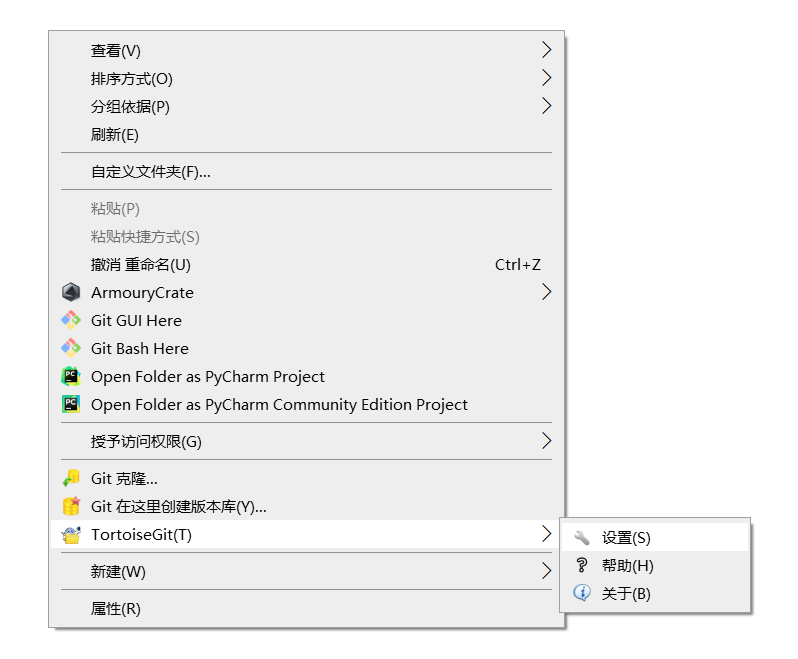 查看(V)
排序方式(O)
分组依据(P)
刷新(E)
自定义文件夹(F)...
粘贴(P)
粘贴快捷方式(S)
撤消 重命名(U) Ctrl+Z
ArmouryCrate
Git GUI Here
Git Bash Here
Open Folder as PyCharm Project
Open Folder as PyCharm Community Edition Project
授予访问权限(G)
Git 克隆...
Git 在这里创建版本库(Y)...
TortoiseGit(T)
设置(S)
帮助(H)
关于(B)
新建(W)
属性(R)